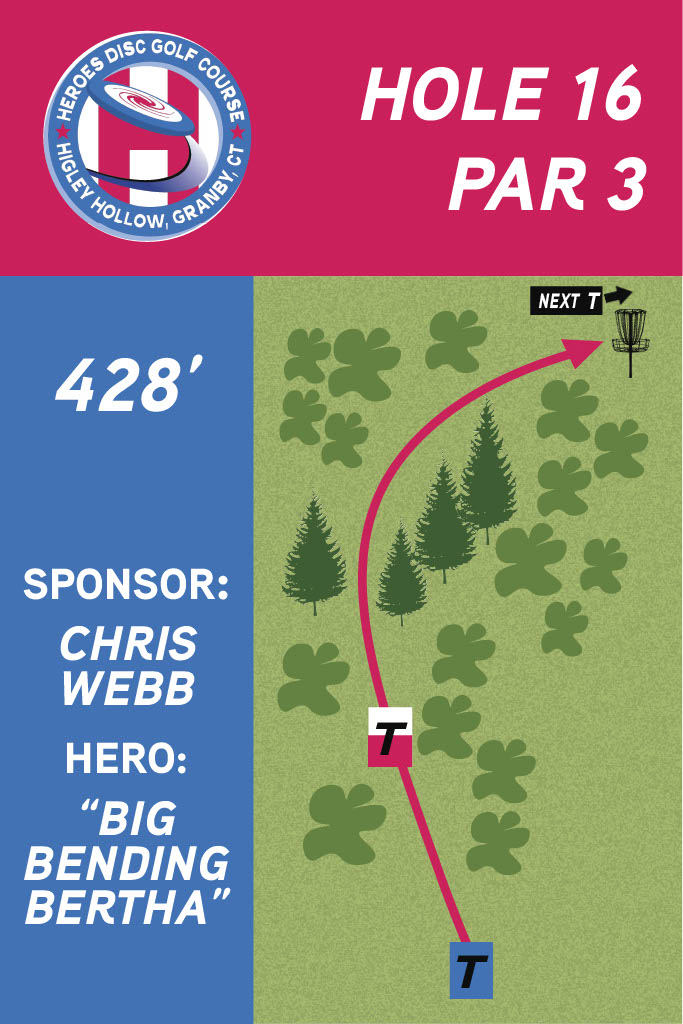 HEROES DISC GOLF COURSE
HIGLEY HOLLOW, GRANBY, CT
HOLE 16
PAR 3
428’
SPONSOR:
CHRIS
WEBB
HERO:
“BIG
BENDING
BERTHA”
NEXT T
T
T